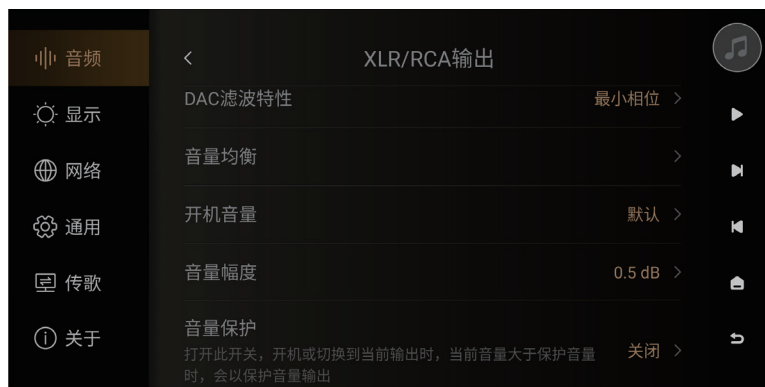 音频
显示
网络
通用
传歌
关于
XLR/RCA输出
DAC滤波特性
最小相位
音量均衡
开机音量
默认
音量幅度
0.5 dB
音量保护
打开此开关，开机或切换到当前输出时，当前音量大于保护音量
时，会以保护音量输出
关闭